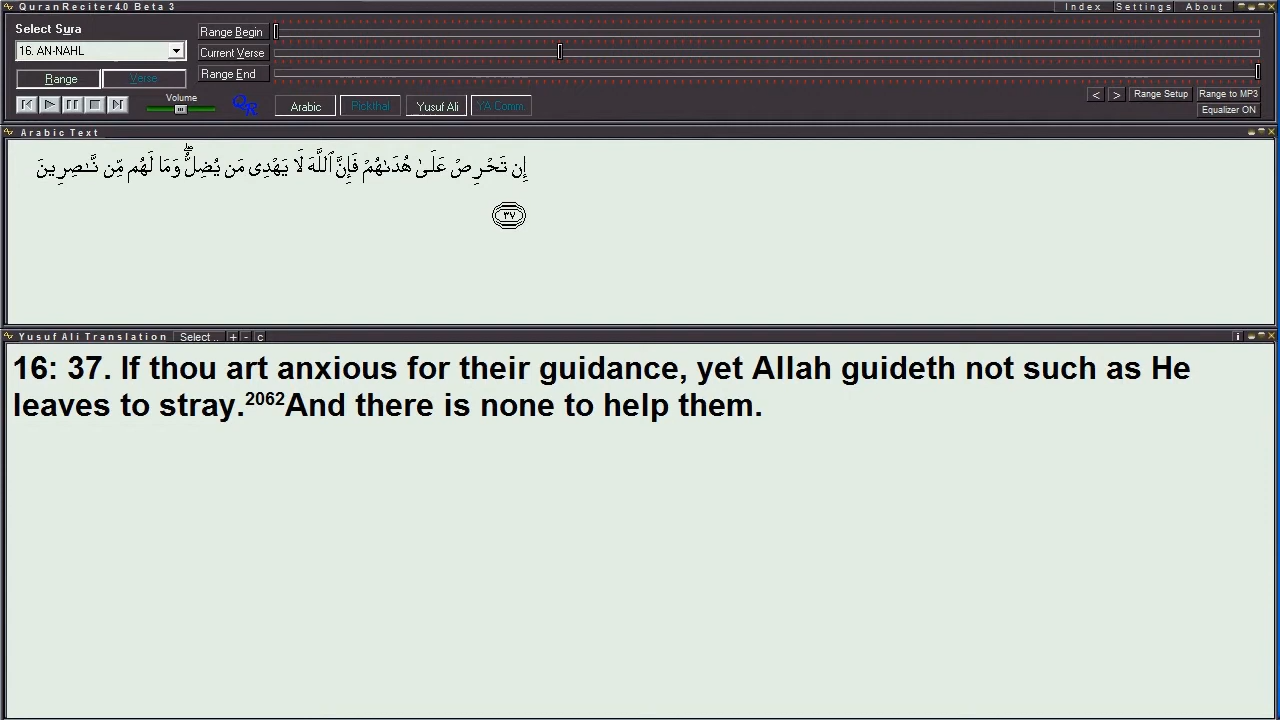 QuranReciter4.0 Beta 3
Index Settings About
Select Sura
16. AN-NAHL
Range Verse
Range Begin
Current Verse
Range End
Volume
QR
Arabic Pickthal Yusuf Ali YA Comm.
< > Range Setup Range to MP3
Equalizer ON
Arabic Text
إِن تَحْرِصْ عَلَىٰ هُدَىٰهُمْ فَإِنَّ ٱللَّهَ لَا يَهْدِى مَن يُضِلُّ ۖ وَمَا لَهُم مِّن نَّـٰصِرِينَ
٣٧
Yusuf Ali Translation Select .. + - c
i
16: 37. If thou art anxious for their guidance, yet Allah guideth not such as He
leaves to stray.2062And there is none to help them.